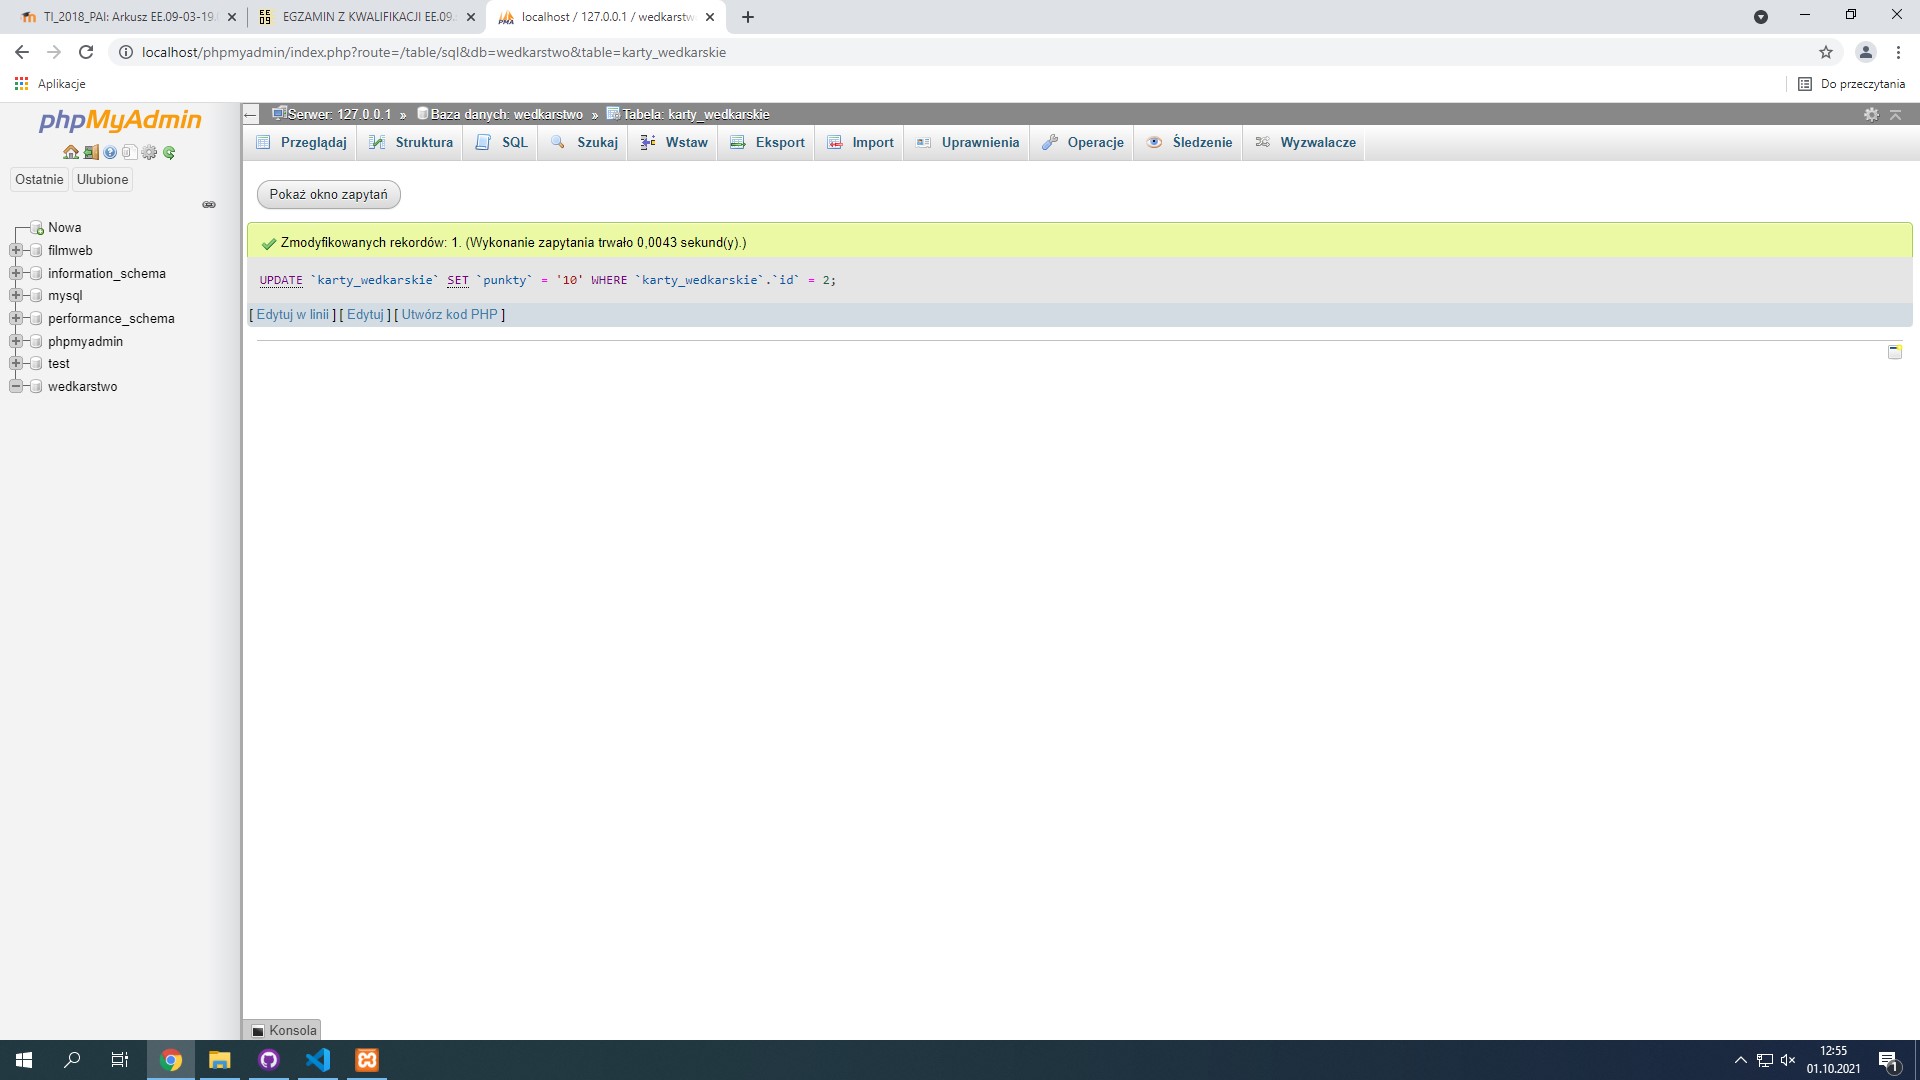 TI_2018_PAI: Arkusz EE.09-03-19.
EGZAMIN Z KWALIFIKACJI EE.09.
localhost / 127.0.0.1 / wedkarstw
localhost/phpmyadmin/index.php?route=/table/sql&db=wedkarstwo&table=karty_wedkarskie
Aplikacje
Do przeczytania
phpMyAdmin
Serwer: 127.0.0.1 » Baza danych: wedkarstwo » Tabela: karty_wedkarskie
Przeglądaj Struktura SQL Szukaj Wstaw Eksport Import Uprawnienia Operacje Śledzenie Wyzwalacze
Ostatnie Ulubione
Nowa
filmweb
information_schema
mysql
performance_schema
phpmyadmin
test
wedkarstwo
Pokaż okno zapytań
Zmodyfikowanych rekordów: 1. (Wykonanie zapytania trwało 0,0043 sekund(y).)
UPDATE `karty_wedkarskie` SET `punkty` = '10' WHERE `karty_wedkarskie`.`id` = 2;
[ Edytuj w linii ] [ Edytuj ] [ Utwórz kod PHP ]
Konsola
12:55
01.10.2021
1